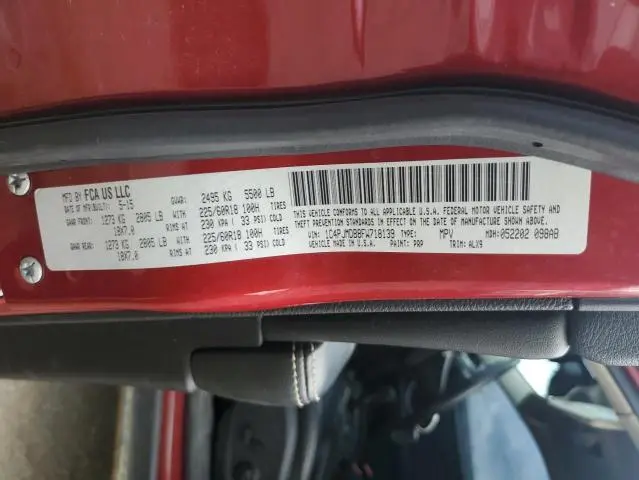 MFD BY FCA US LLC
DATE OF MFR(BUILT): 5-15
GVWR: 2495 KG 5500 LB
GAWR FRONT: 1273 KG 2805 LB WITH 225/60R18 100H TIRES
18X7.0 RIMS AT 230 KPA ( 33 PSI) COLD
GAWR REAR: 1273 KG 2805 LB WITH 225/60R18 100H TIRES
18X7.0 RIMS AT 230 KPA ( 33 PSI) COLD
THIS VEHICLE CONFORMS TO ALL APPLICABLE U.S.A. FEDERAL MOTOR VEHICLE SAFETY AND
THEFT PREVENTION STANDARDS IN EFFECT ON THE DATE OF MANUFACTURE SHOWN ABOVE.
VIN: 1C4PJMDB8FW718139 TYPE: MPV MDH:052202 098AB
VEHICLE MADE IN U.S.A. PAINT: PRP TRIM: ALX9